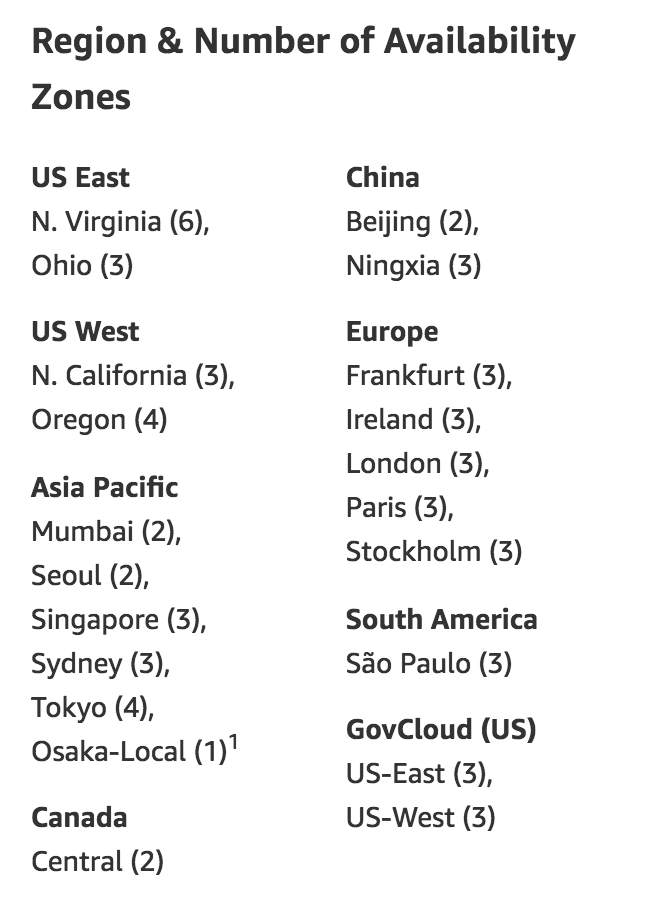 Region & Number of Availability
Zones
US East
N. Virginia (6),
Ohio (3)
US West
N. California (3),
Oregon (4)
Asia Pacific
Mumbai (2),
Seoul (2),
Singapore (3),
Sydney (3),
Tokyo (4),
Osaka-Local (1)¹
Canada
Central (2)
China
Beijing (2),
Ningxia (3)
Europe
Frankfurt (3),
Ireland (3),
London (3),
Paris (3),
Stockholm (3)
South America
São Paulo (3)
GovCloud (US)
US-East (3),
US-West (3)